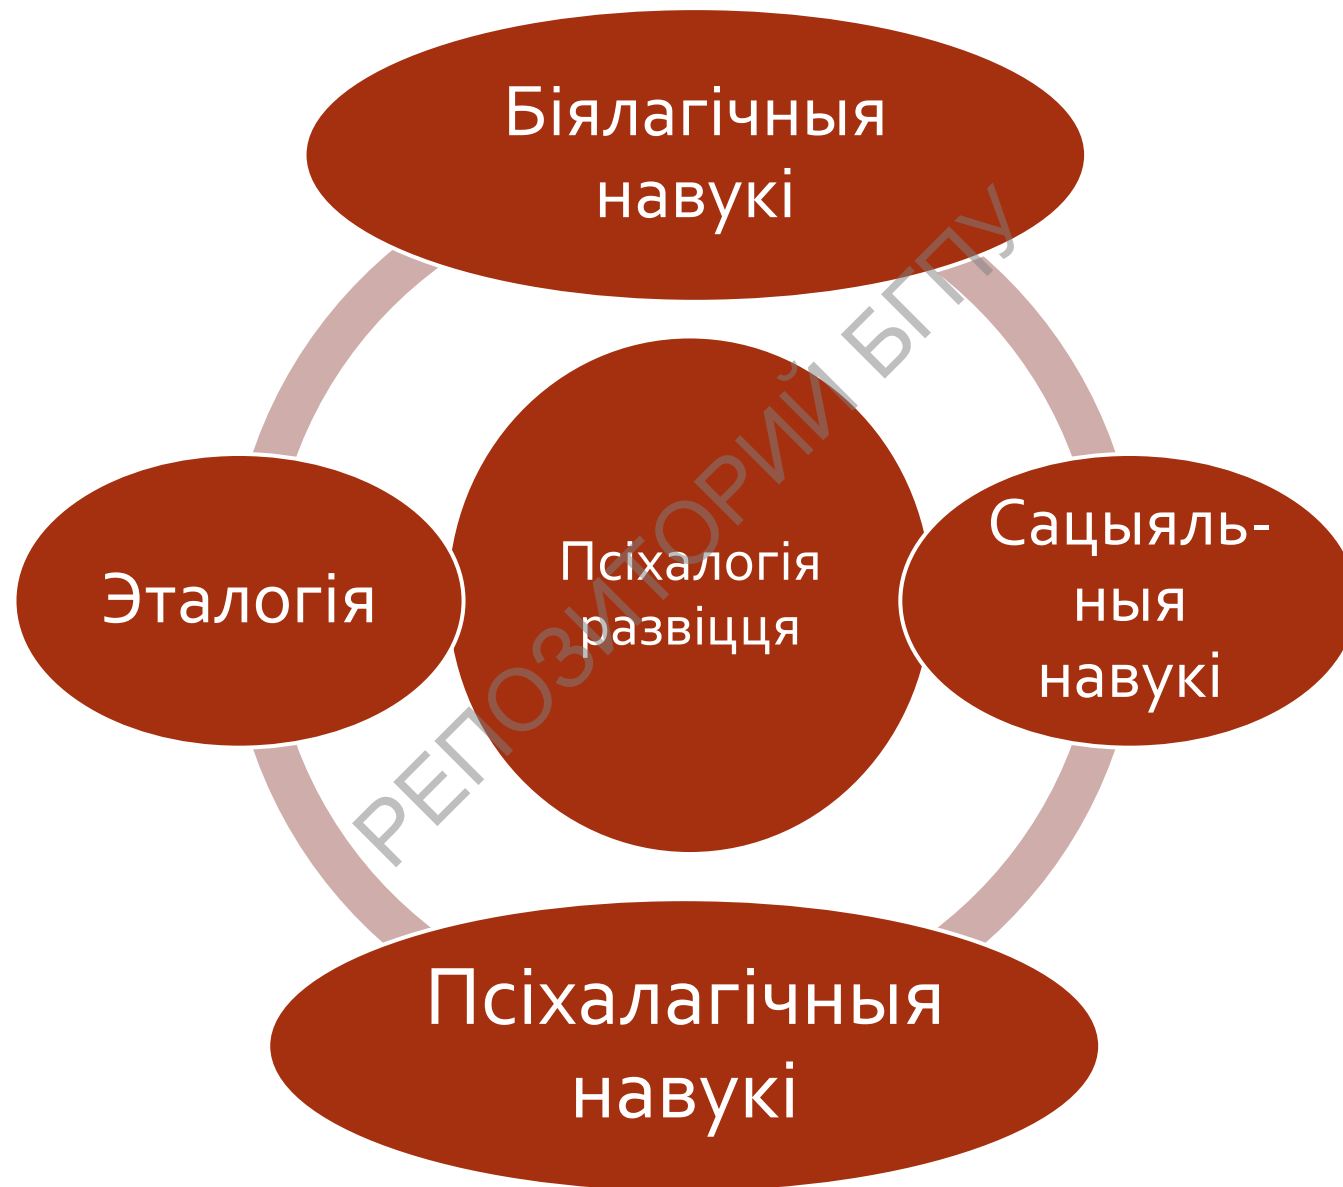 Біялагічныя
навукі
Эталогія
Псіхалогія
развіцця
Сацыяль-
ныя
навукі
Псіхалагічныя
навукі
РЕПОЗИТОРИЙ БГПУ